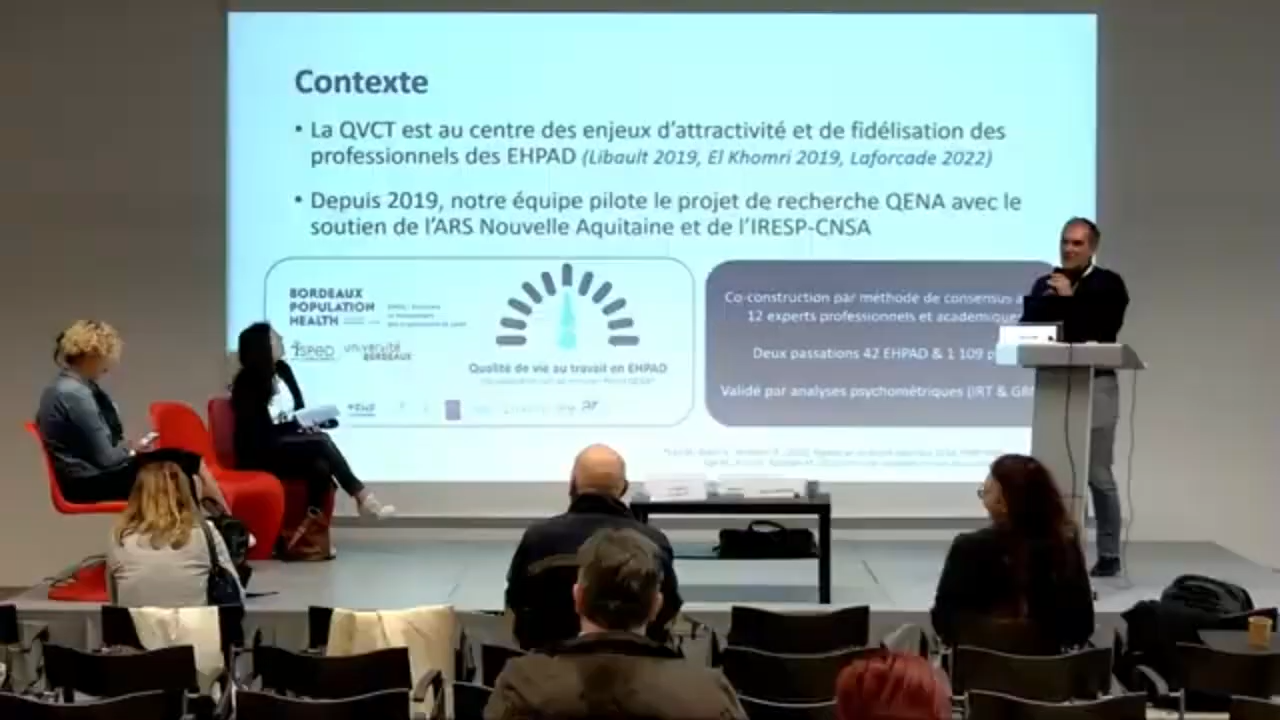 Contexte
• La QVCT est au centre des enjeux d'attractivité et de fidélisation des
professionnels des EHPAD (Libault 2019, El Khomri 2019, Laforcade 2022)
• Depuis 2019, notre équipe pilote le projet de recherche QENA avec le
soutien de l'ARS Nouvelle Aquitaine et de l'IRESP-CNSA
BORDEAUX
POPULATION
HEALTH
université
BORDEAUX
Qualité de vie au travail en EHPAD
Co-construction par méthode de consensus
12 experts professionnels et académiques
Deux passations 42 EHPAD & 1 109
Validé par analyses psychométriques (IRT &